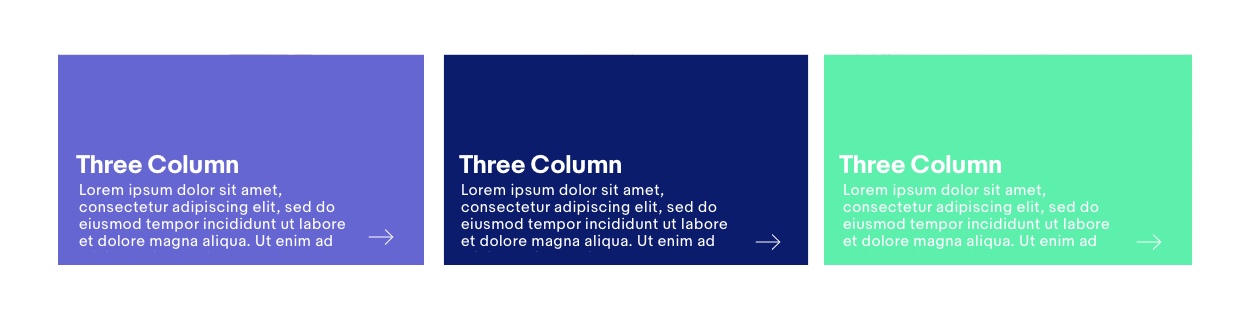 Three Column
Lorem ipsum dolor sit amet,
consectetur adipiscing elit, sed do
eiusmod tempor incididunt ut labore
et dolore magna aliqua. Ut enim ad
Three Column
Lorem ipsum dolor sit amet,
consectetur adipiscing elit, sed do
eiusmod tempor incididunt ut labore
et dolore magna aliqua. Ut enim ad
Three Column
Lorem ipsum dolor sit amet,
consectetur adipiscing elit, sed do
eiusmod tempor incididunt ut labore
et dolore magna aliqua. Ut enim ad